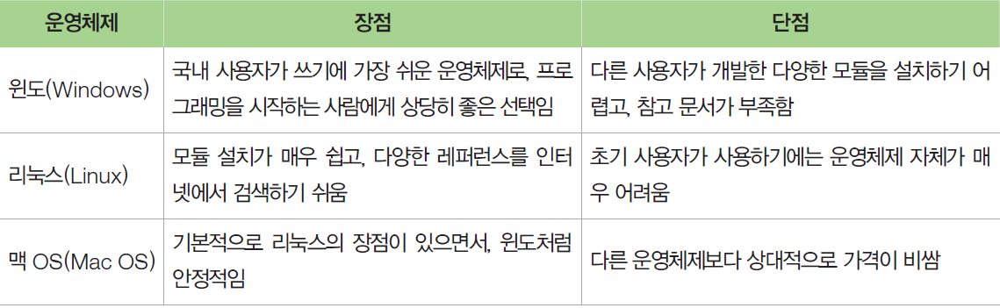 운영체제 장점 단점
윈도(Windows)
국내 사용자가 쓰기에 가장 쉬운 운영체제로, 프로
그래밍을 시작하는 사람에게 상당히 좋은 선택임
다른 사용자가 개발한 다양한 모듈을 설치하기 어
렵고, 참고 문서가 부족함
리눅스(Linux)
모듈 설치가 매우 쉽고, 다양한 레퍼런스를 인터
넷에서 검색하기 쉬움
초기 사용자가 사용하기에는 운영체제 자체가 매
우 어려움
맥 OS(Mac OS)
기본적으로 리눅스의 장점이 있으면서, 윈도처럼
안정적임
다른 운영체제보다 상대적으로 가격이 비쌈